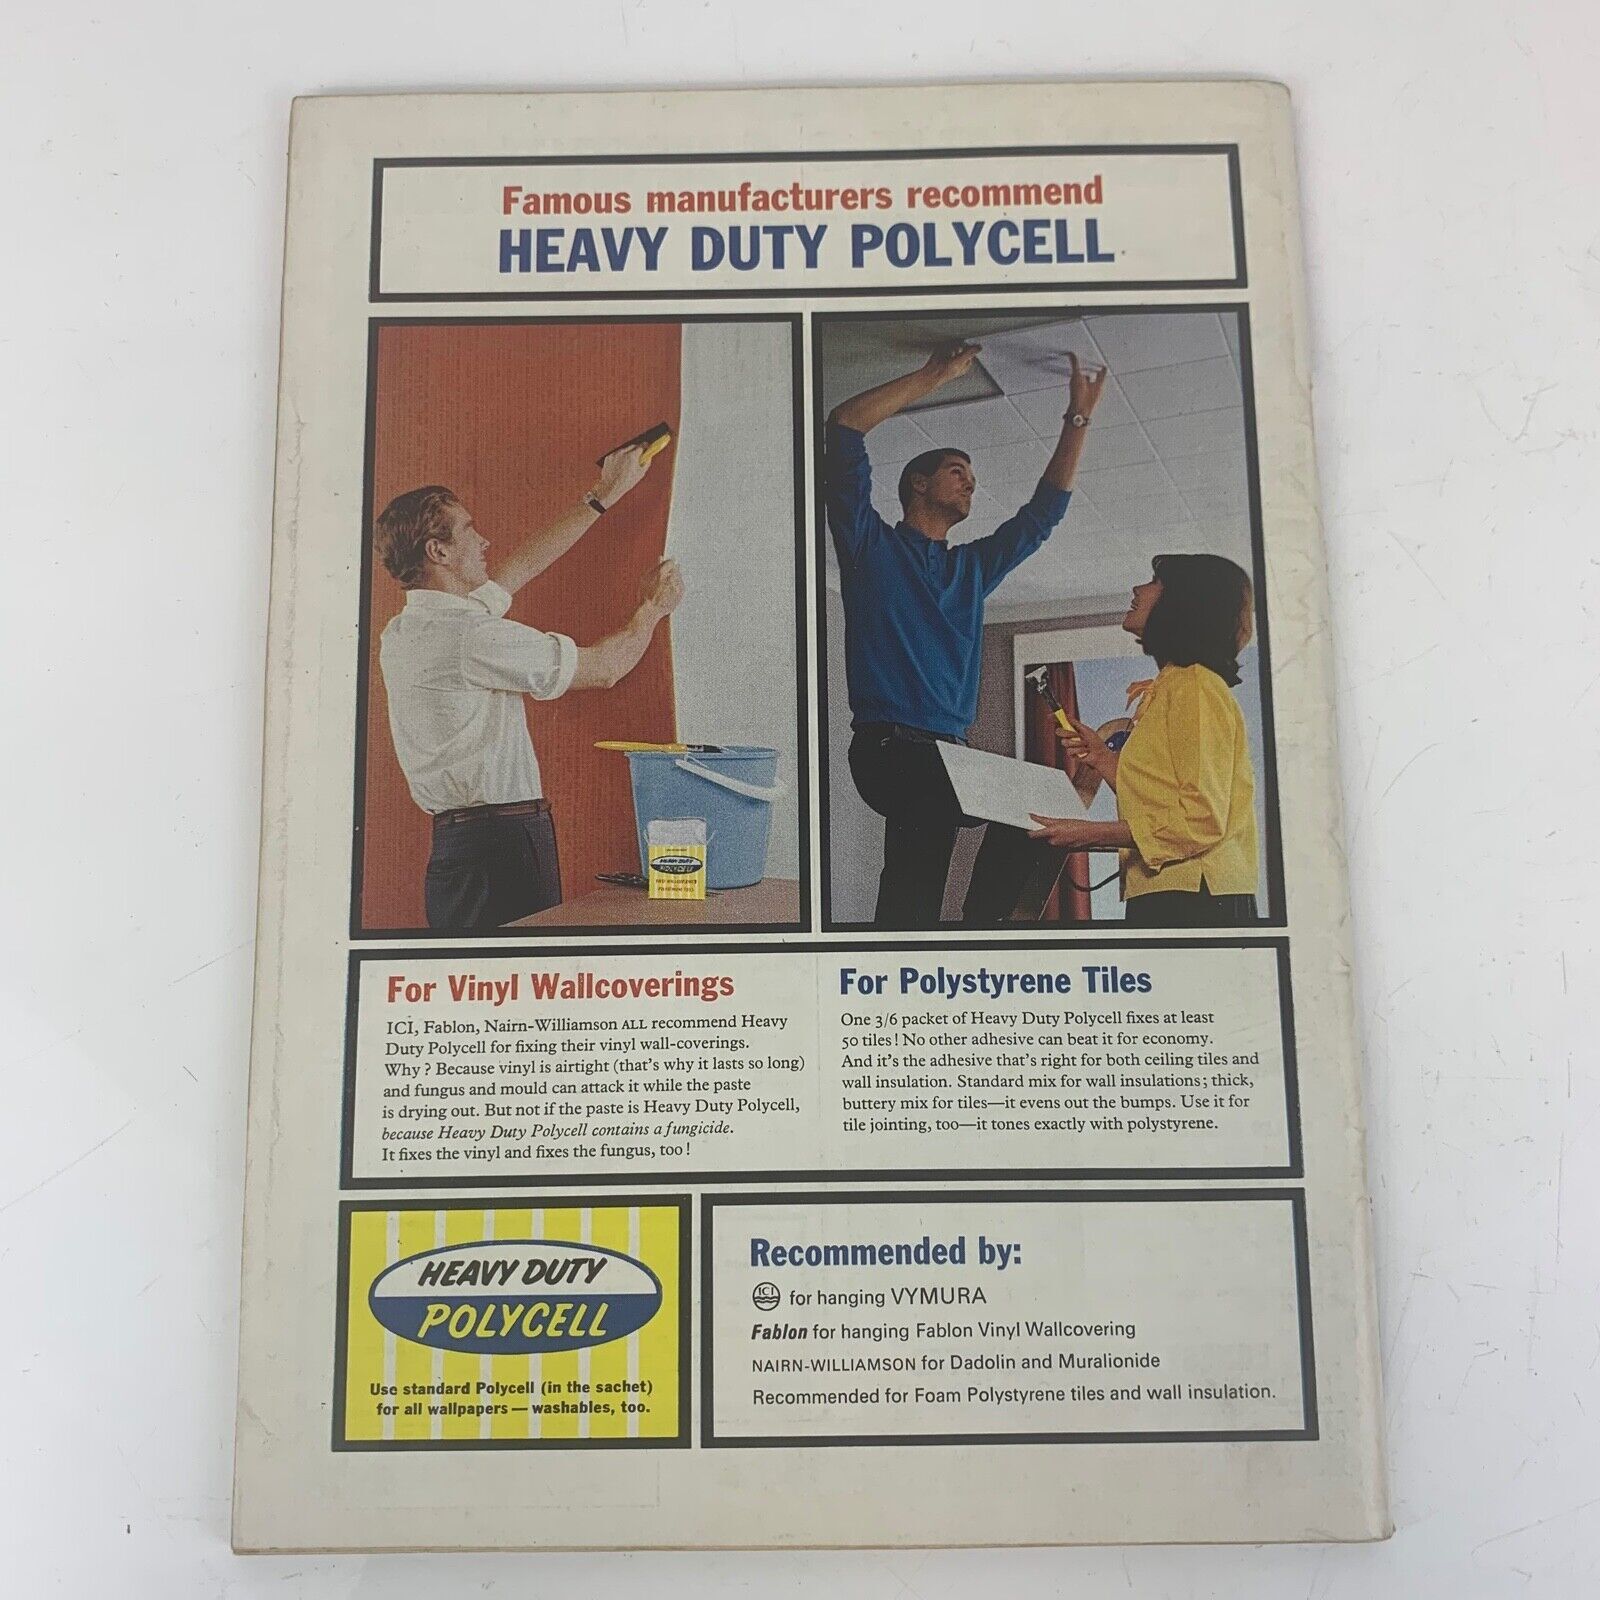 Famous manufacturers recommend
HEAVY DUTY POLYCELL
HEAVY DUTY
POLYCELL
For Vinyl Wallcoverings
ICI, Fablon, Nairn-Williamson ALL recommend Heavy
Duty Polycell for fixing their vinyl wall-coverings.
Why? Because vinyl is airtight (that's why it lasts so long)
and fungus and mould can attack it while the paste
is drying out. But not if the paste is Heavy Duty Polycell,
because Heavy Duty Polycell contains a fungicide.
It fixes the vinyl and fixes the fungus, too!
For Polystyrene Tiles
One 3/6 packet of Heavy Duty Polycell fixes at least
50 tiles! No other adhesive can beat it for economy.
And it's the adhesive that's right for both ceiling tiles and
wall insulation. Standard mix for wall insulations; thick,
buttery mix for tiles—it evens out the bumps. Use it for
tile jointing, too—it tones exactly with polystyrene.
HEAVY DUTY
POLYCELL
Use standard Polycell (in the sachet)
for all wallpapers — washables, too.
Recommended by:
ICI for hanging VYMURA
Fablon for hanging Fablon Vinyl Wallcovering
NAIRN-WILLIAMSON for Dadolin and Muralionide
Recommended for Foam Polystyrene tiles and wall insulation.